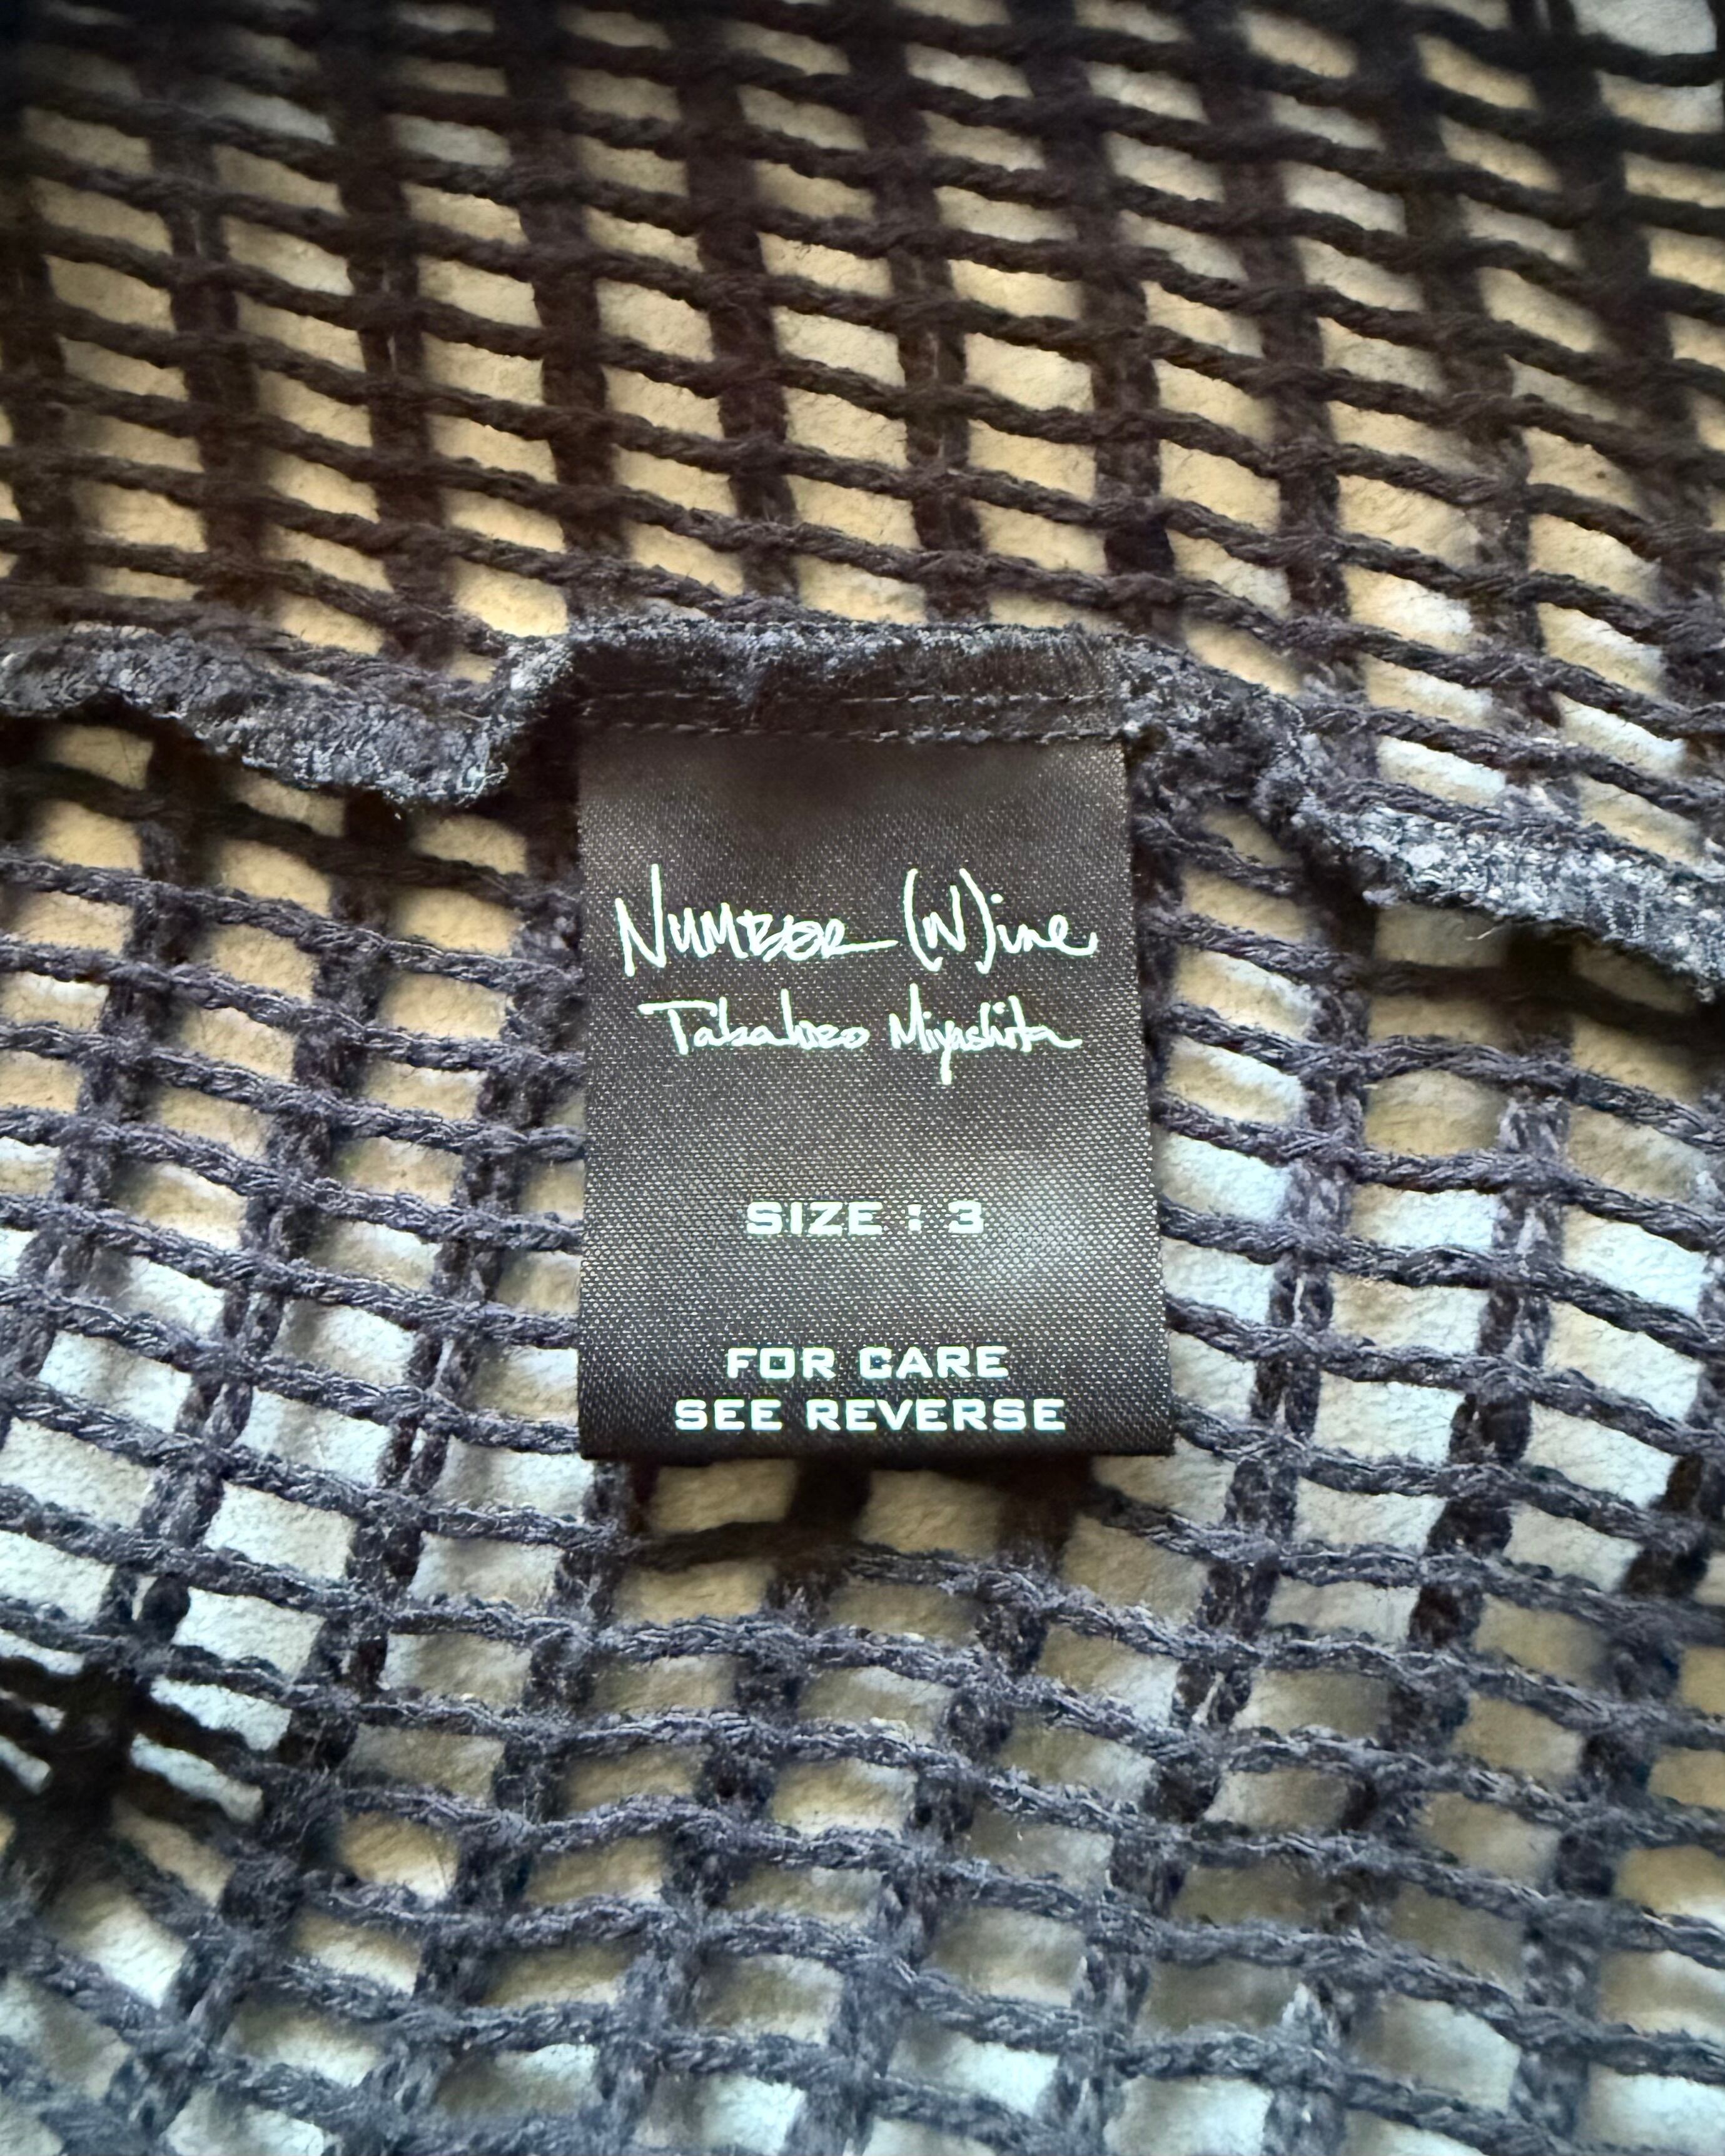 NUMBER (N)ine
Takahiro Miyashita
SIZE : 3
FOR CARE
SEE REVERSE